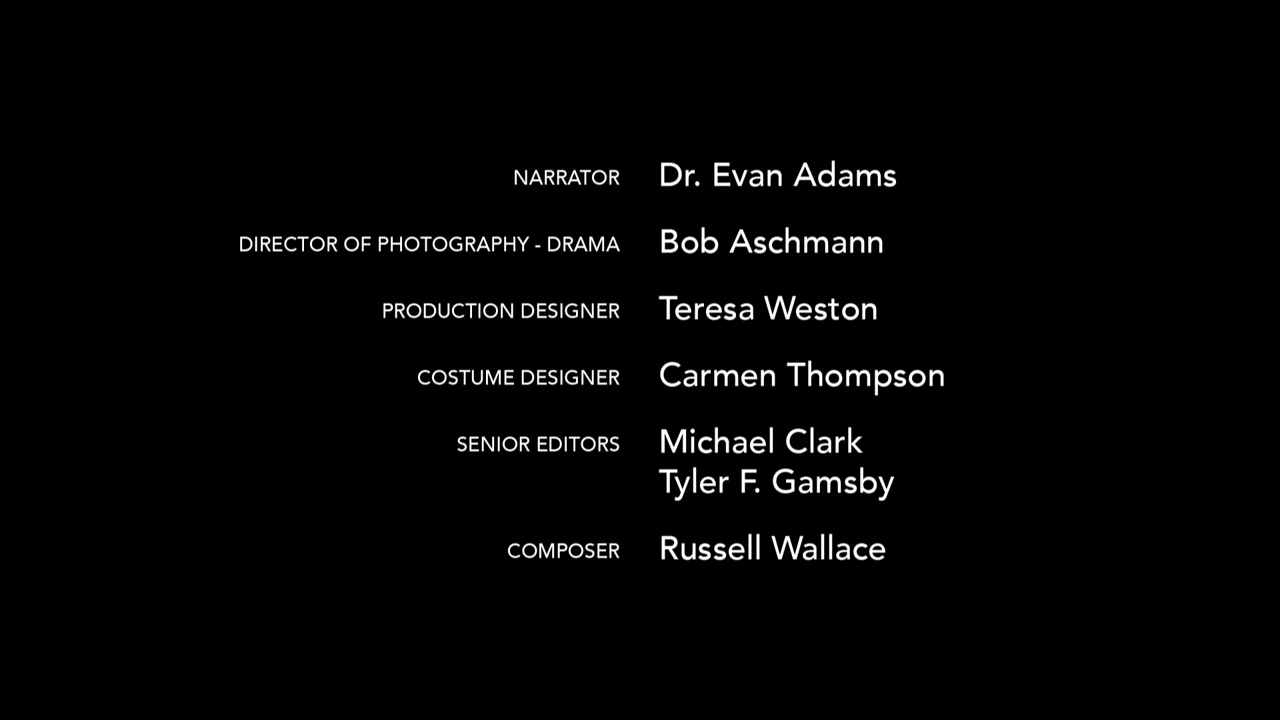 NARRATOR Dr. Evan Adams
DIRECTOR OF PHOTOGRAPHY - DRAMA Bob Aschmann
PRODUCTION DESIGNER Teresa Weston
COSTUME DESIGNER Carmen Thompson
SENIOR EDITORS Michael Clark
Tyler F. Gamsby
COMPOSER Russell Wallace